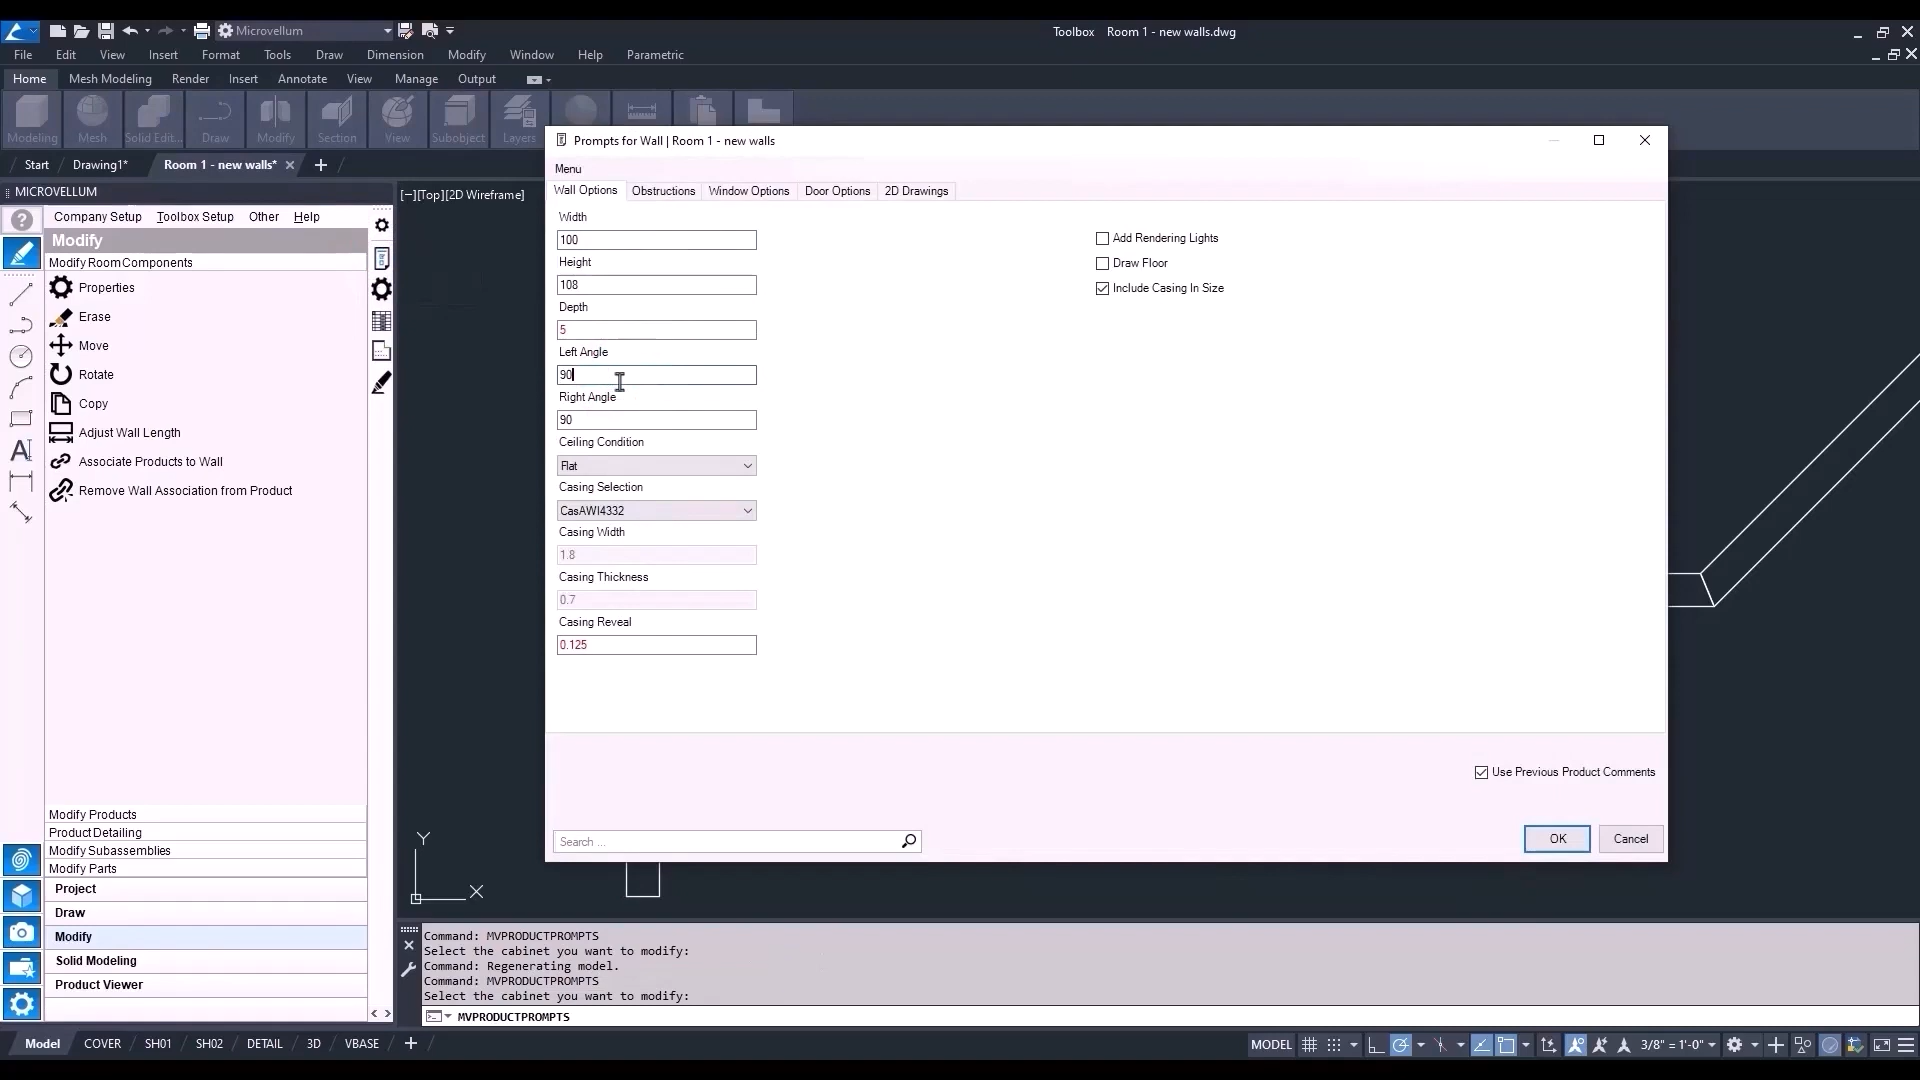 Microvellum
Toolbox Room 1 - new walls.dwg
File Edit View Insert Format Tools Draw Dimension Modify Window Help Parametric
Home Mesh Modeling Render Insert Annotate View Manage Output
Modeling Mesh Solid Edit... Draw Modify Section View Subobject Layers
Start Drawing1* Room 1 - new walls*
MICROVELLUM
[−][Top][2D Wireframe]
Company Setup Toolbox Setup Other Help
Modify
Modify Room Components
Properties
Erase
Move
Rotate
Copy
Adjust Wall Length
Associate Products to Wall
Remove Wall Association from Product
Modify Products
Product Detailing
Modify Subassemblies
Modify Parts
Project
Draw
Modify
Solid Modeling
Product Viewer
Prompts for Wall | Room 1 - new walls
Menu
Wall Options Obstructions Window Options Door Options 2D Drawings
Width
100
Height
108
Depth
5
Left Angle
90
Right Angle
90
Ceiling Condition
Flat
Casing Selection
CasAWI4332
Casing Width
1.8
Casing Thickness
0.7
Casing Reveal
0.125
Add Rendering Lights
Draw Floor
Include Casing In Size
Use Previous Product Comments
Search ...
OK Cancel
Y
X
Command: MVPRODUCTPROMPTS
Select the cabinet you want to modify:
Command: Regenerating model.
Command: MVPRODUCTPROMPTS
Select the cabinet you want to modify:
MVPRODUCTPROMPTS
Model COVER SH01 SH02 DETAIL 3D VBASE
MODEL 3/8" = 1'-0"